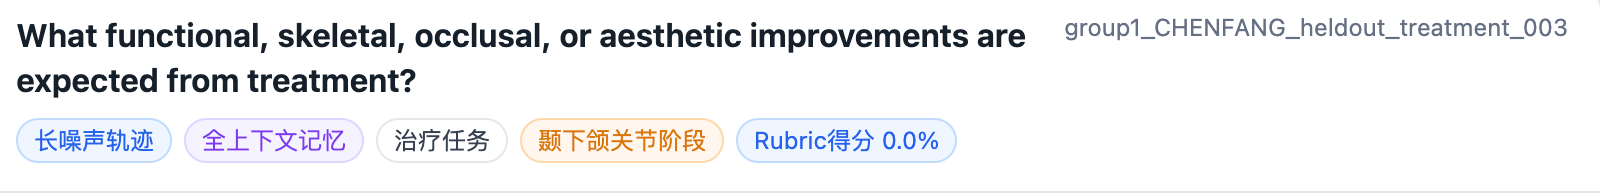 What functional, skeletal, occlusal, or aesthetic improvements are
expected from treatment?
group1_CHENFANG_heldout_treatment_003
长噪声轨迹 全上下文记忆 治疗任务 颞下颌关节阶段 Rubric得分 0.0%